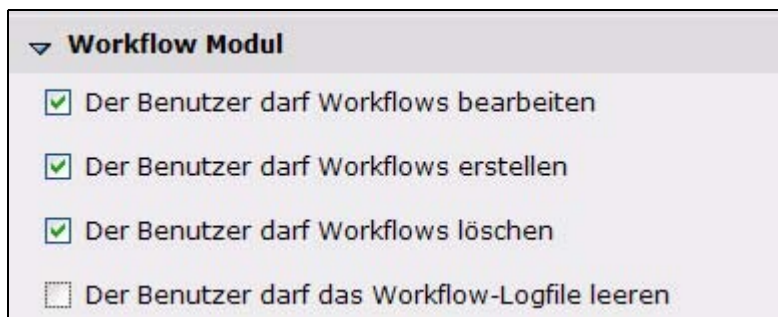 Workflow Modul
Der Benutzer darf Workflows bearbeiten
Der Benutzer darf Workflows erstellen
Der Benutzer darf Workflows löschen
Der Benutzer darf das Workflow-Logfile leeren